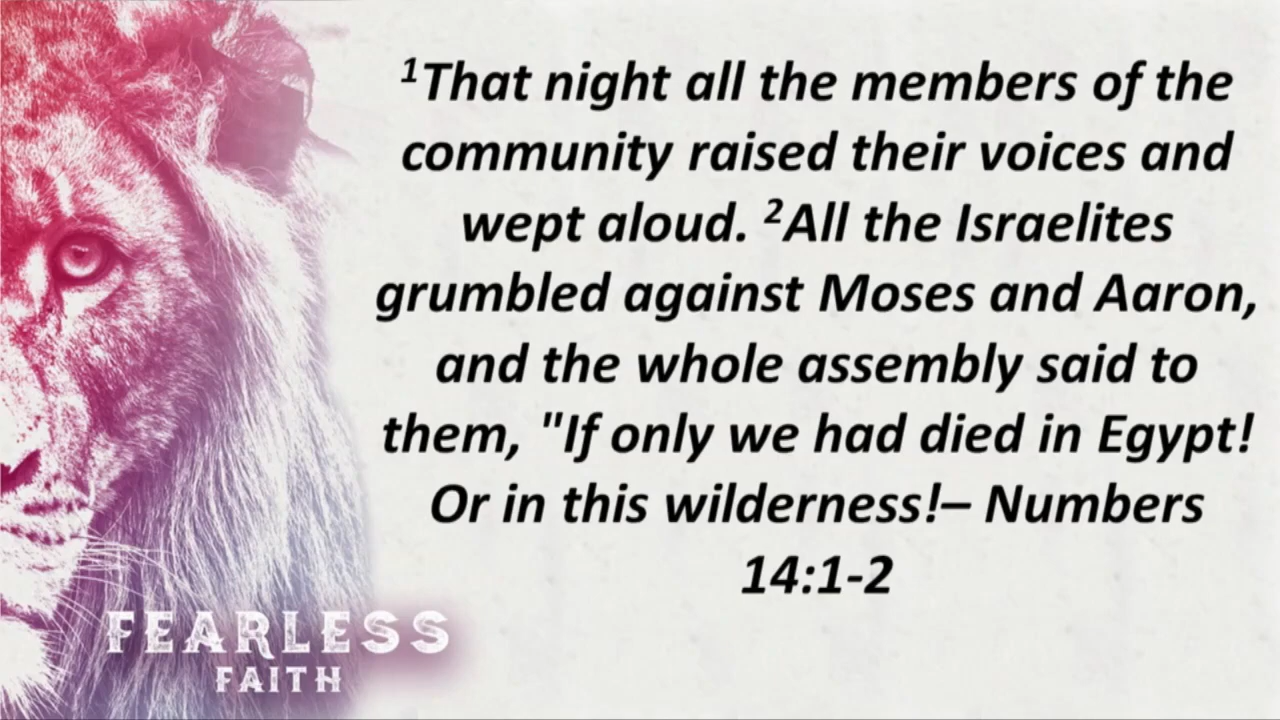 ¹That night all the members of the
community raised their voices and
wept aloud. ²All the Israelites
grumbled against Moses and Aaron,
and the whole assembly said to
them, "If only we had died in Egypt!
Or in this wilderness!– Numbers
14:1-2
FEARLESS
FAITH